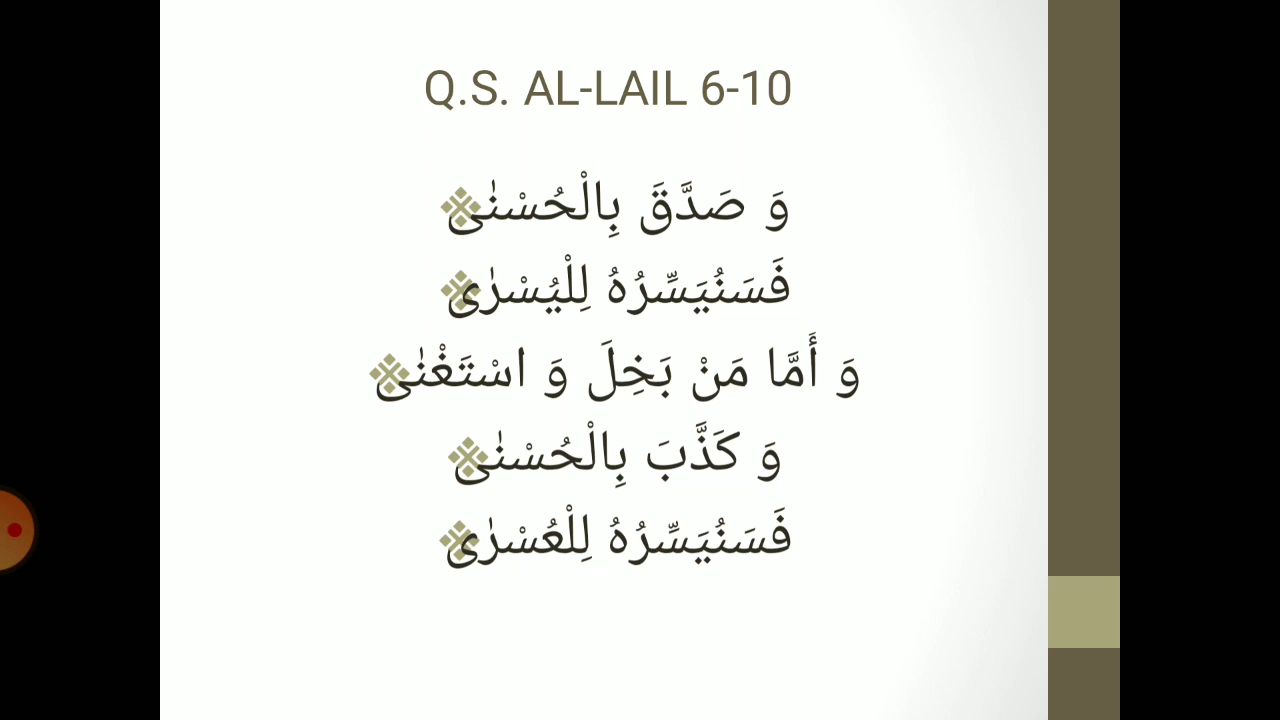 Q.S. AL-LAIL 6-10
وَ صَدَّقَ بِالْحُسْنٰى
فَسَنُيَسِّرُهُ لِلْيُسْرٰى
وَ أَمَّا مَنْ بَخِلَ وَ اسْتَغْنٰى
وَ كَذَّبَ بِالْحُسْنٰى
فَسَنُيَسِّرُهُ لِلْعُسْرٰى